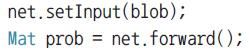 net.setInput(blob);
Mat prob = net.forward();